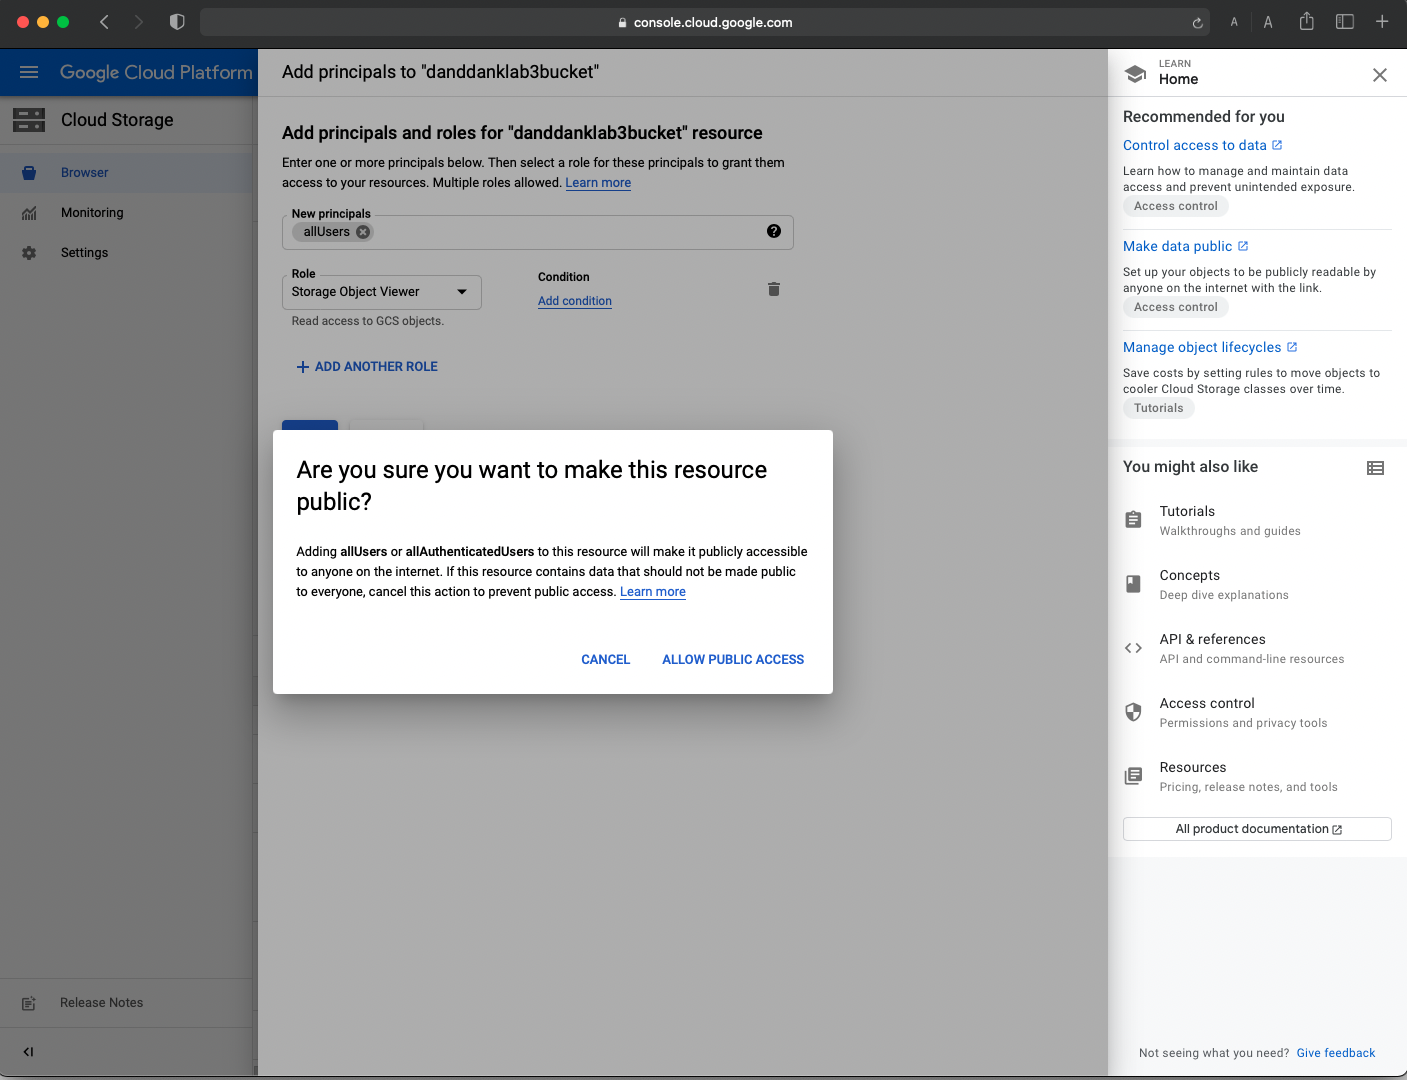 console.cloud.google.com
A A
Google Cloud Platform
Cloud Storage
Browser
Monitoring
Settings
Release Notes
Add principals to "danddanklab3bucket"
Add principals and roles for "danddanklab3bucket" resource
Enter one or more principals below. Then select a role for these principals to grant them
access to your resources. Multiple roles allowed. Learn more
New principals
allUsers
Role
Storage Object Viewer
Read access to GCS objects.
Condition
Add condition
ADD ANOTHER ROLE
Are you sure you want to make this resource
public?
Adding allUsers or allAuthenticatedUsers to this resource will make it publicly accessible
to anyone on the internet. If this resource contains data that should not be made public
to everyone, cancel this action to prevent public access. Learn more
CANCEL ALLOW PUBLIC ACCESS
LEARN
Home
Recommended for you
Control access to data
Learn how to manage and maintain data
access and prevent unintended exposure.
Access control
Make data public
Set up your objects to be publicly readable by
anyone on the internet with the link.
Access control
Manage object lifecycles
Save costs by setting rules to move objects to
cooler Cloud Storage classes over time.
Tutorials
You might also like
Tutorials
Walkthroughs and guides
Concepts
Deep dive explanations
API & references
API and command-line resources
Access control
Permissions and privacy tools
Resources
Pricing, release notes, and tools
All product documentation
Not seeing what you need? Give feedback